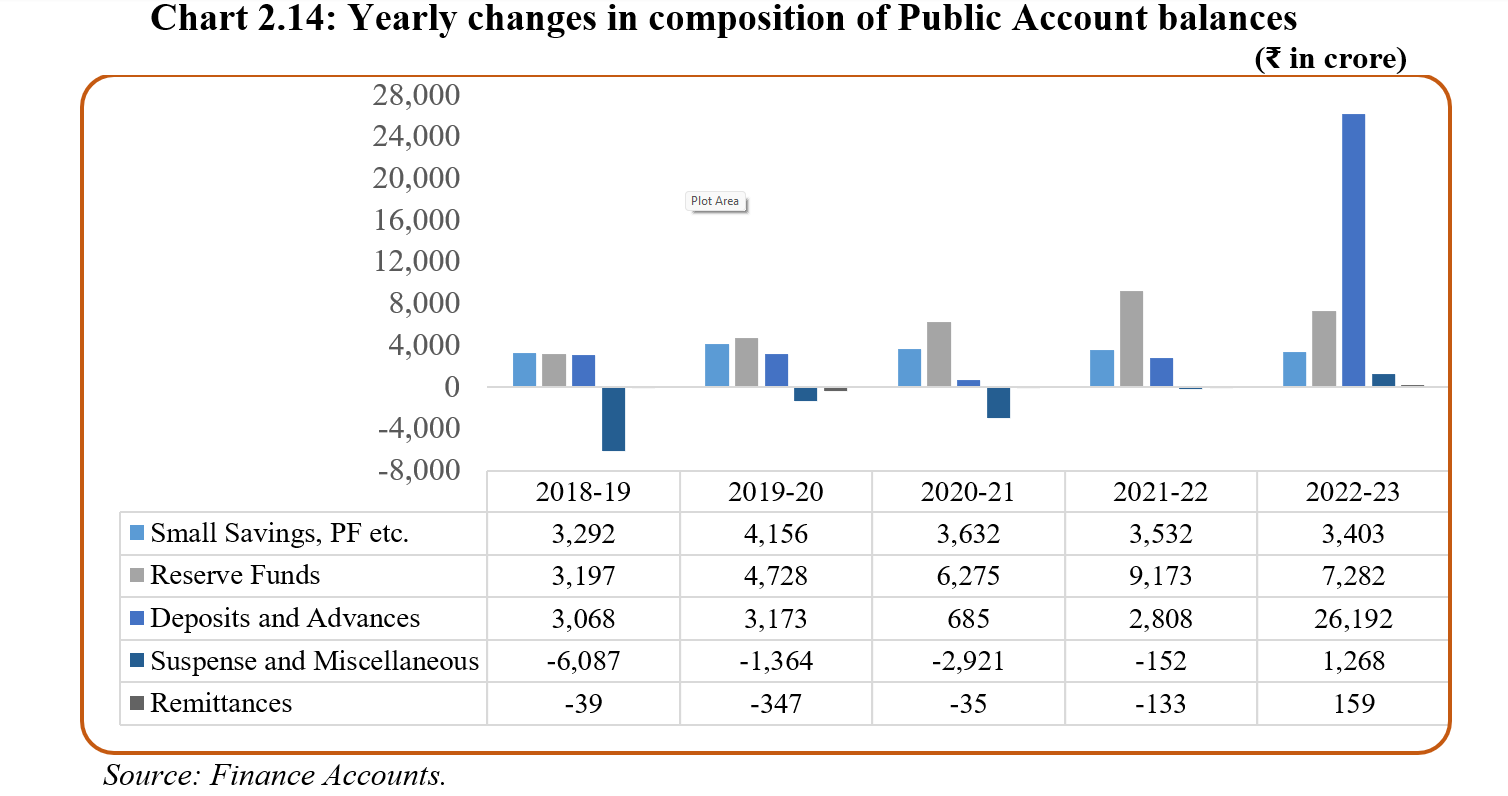 Chart 2.14: Yearly changes in composition of Public Account balances
(₹ in crore)
28,000
24,000
20,000
16,000
12,000
8,000
4,000
0
-4,000
-8,000
Plot Area
2018-19 2019-20 2020-21 2021-22 2022-23
Small Savings, PF etc. 3,292 4,156 3,632 3,532 3,403
Reserve Funds 3,197 4,728 6,275 9,173 7,282
Deposits and Advances 3,068 3,173 685 2,808 26,192
Suspense and Miscellaneous -6,087 -1,364 -2,921 -152 1,268
Remittances -39 -347 -35 -133 159
Source: Finance Accounts.